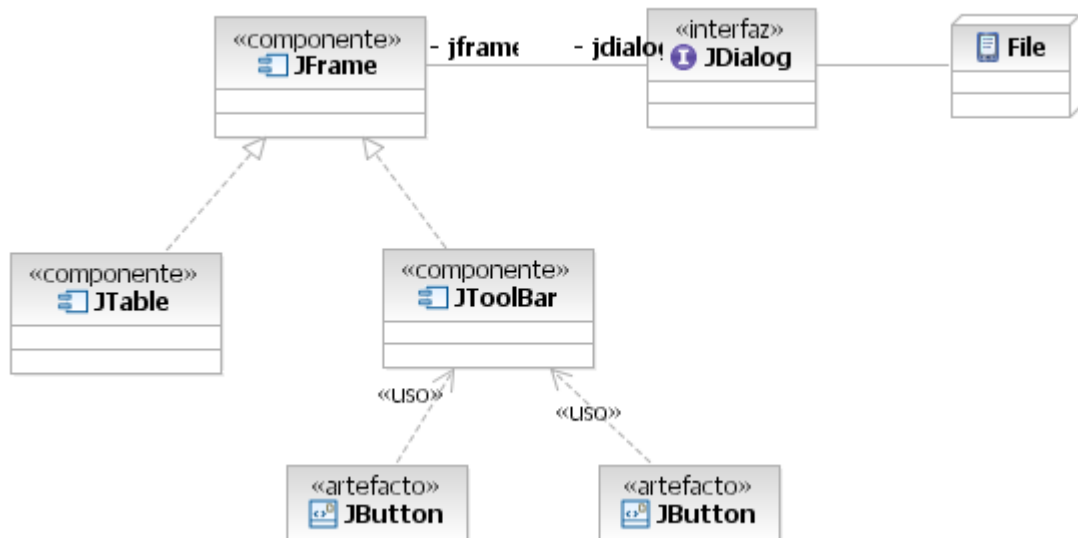 «componente»
JFrame
- jframe
- jdialog
«interfaz»
JDialog
File
«componente»
JTable
«componente»
JToolBar
«uso»
«uso»
«artefacto»
JButton
«artefacto»
JButton